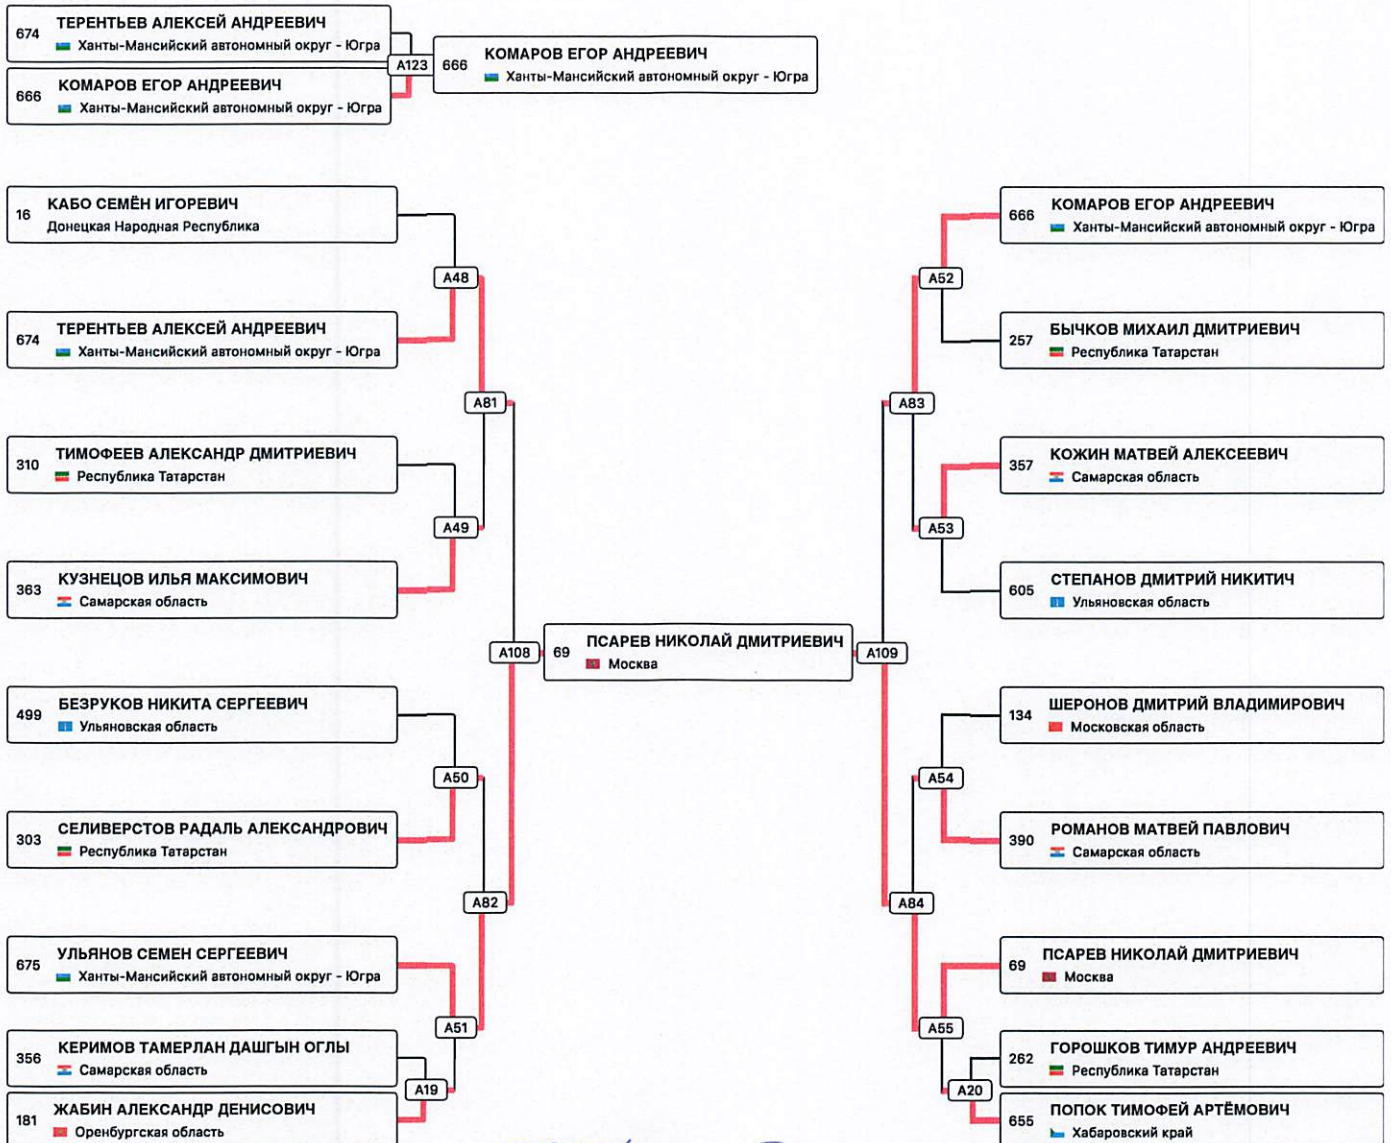 674 ТЕРЕНТЬЕВ АЛЕКСЕЙ АНДРЕЕВИЧ
Ханты-Мансийский автономный округ - Югра
666 КОМАРОВ ЕГОР АНДРЕЕВИЧ
Ханты-Мансийский автономный округ - Югра
A123
666 КОМАРОВ ЕГОР АНДРЕЕВИЧ
Ханты-Мансийский автономный округ - Югра
16 КАБО СЕМЁН ИГОРЕВИЧ
Донецкая Народная Республика
A48
674 ТЕРЕНТЬЕВ АЛЕКСЕЙ АНДРЕЕВИЧ
Ханты-Мансийский автономный округ - Югра
A81
310 ТИМОФЕЕВ АЛЕКСАНДР ДМИТРИЕВИЧ
Республика Татарстан
A49
363 КУЗНЕЦОВ ИЛЬЯ МАКСИМОВИЧ
Самарская область
A108
499 БЕЗРУКОВ НИКИТА СЕРГЕЕВИЧ
Ульяновская область
A50
303 СЕЛИВЕРСТОВ РАДАЛЬ АЛЕКСАНДРОВИЧ
Республика Татарстан
A82
675 УЛЬЯНОВ СЕМЕН СЕРГЕЕВИЧ
Ханты-Мансийский автономный округ - Югра
A51
356 КЕРИМОВ ТАМЕРЛАН ДАШГЫН ОГЛЫ
Самарская область
A19
181 ЖАБИН АЛЕКСАНДР ДЕНИСОВИЧ
Оренбургская область
69 ПСАРЕВ НИКОЛАЙ ДМИТРИЕВИЧ
Москва
666 КОМАРОВ ЕГОР АНДРЕЕВИЧ
Ханты-Мансийский автономный округ - Югра
A52
257 БЫЧКОВ МИХАИЛ ДМИТРИЕВИЧ
Республика Татарстан
A83
357 КОЖИН МАТВЕЙ АЛЕКСЕЕВИЧ
Самарская область
A53
605 СТЕПАНОВ ДМИТРИЙ НИКИТИЧ
Ульяновская область
A109
134 ШЕРОНОВ ДМИТРИЙ ВЛАДИМИРОВИЧ
Московская область
A54
390 РОМАНОВ МАТВЕЙ ПАВЛОВИЧ
Самарская область
A84
69 ПСАРЕВ НИКОЛАЙ ДМИТРИЕВИЧ
Москва
A55
262 ГОРОШКОВ ТИМУР АНДРЕЕВИЧ
Республика Татарстан
A20
655 ПОПОК ТИМОФЕЙ АРТЁМОВИЧ
Хабаровский край